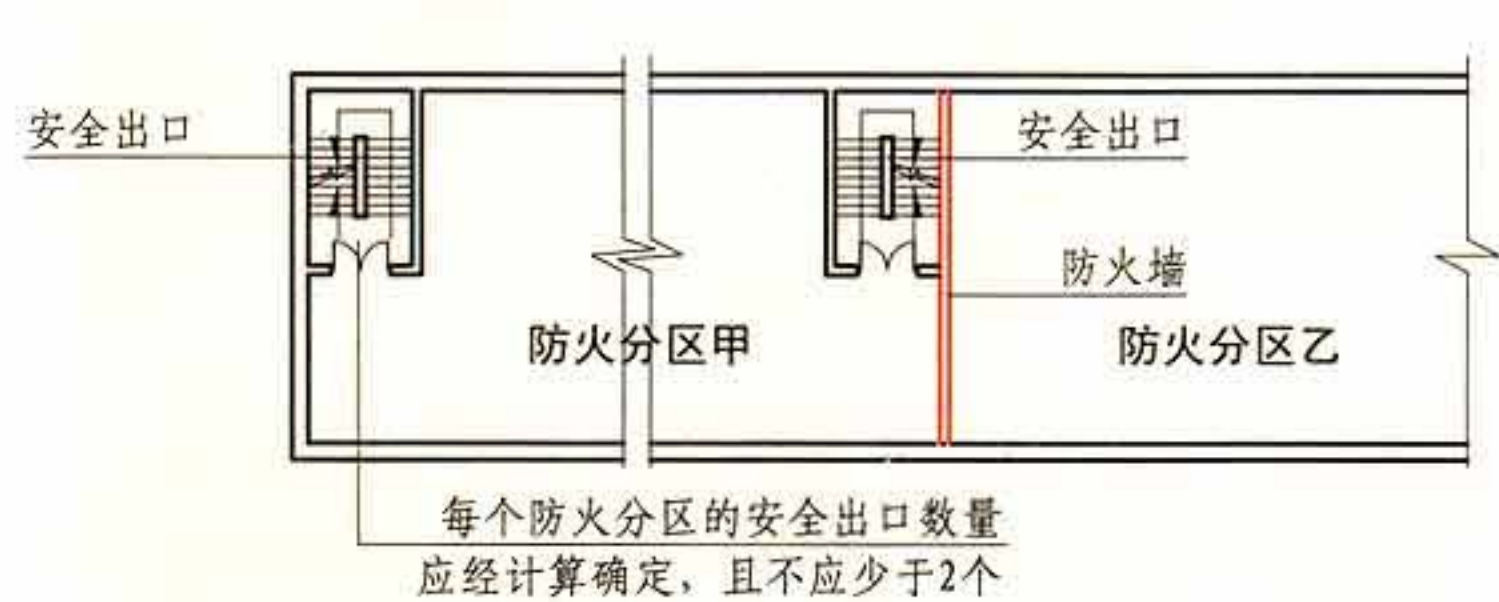 安全出口
安全出口
防火墙
防火分区甲
防火分区乙
每个防火分区的安全出口数量
应经计算确定，且不应少于2个